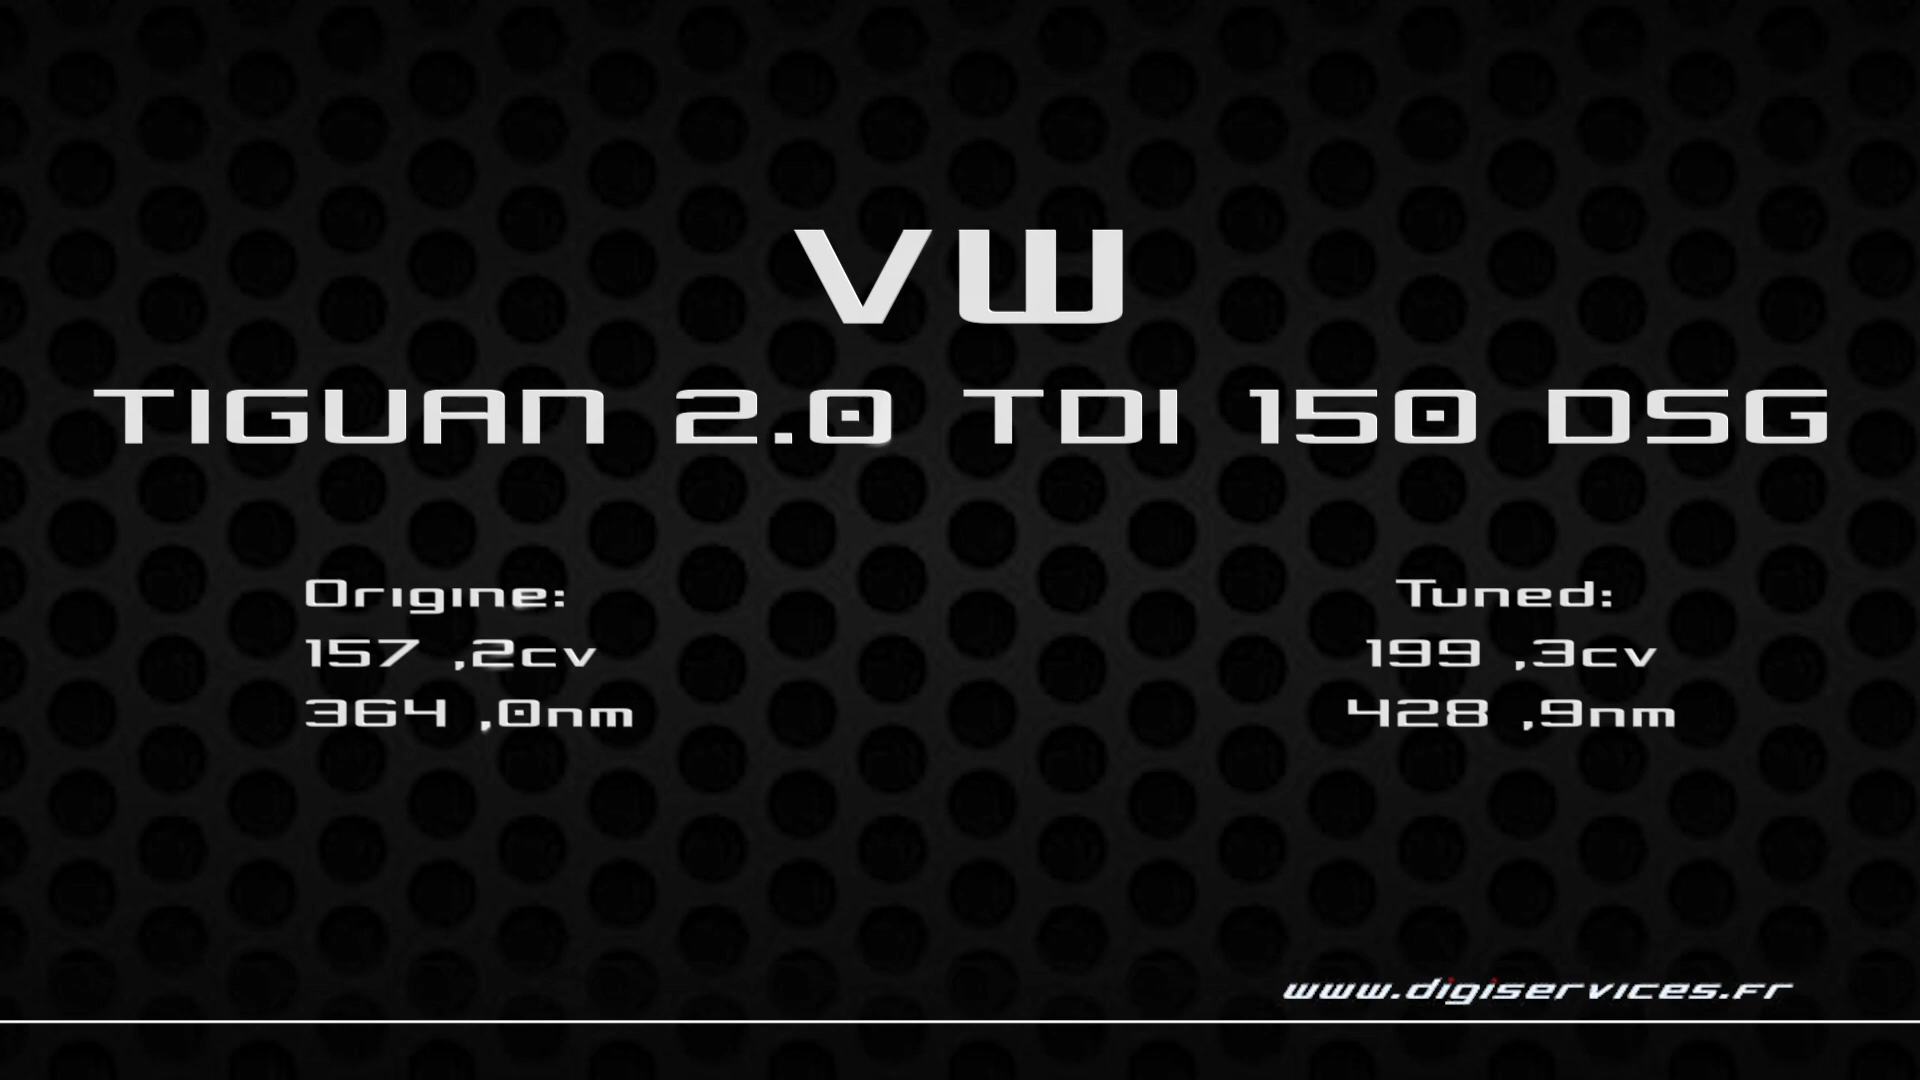 VW
TIGUAN 2.0 TDI 150 DSG
Origine:
157 ,2cv
364 ,0nm
Tuned:
199 ,3cv
428 ,9nm
www.digiservices.fr